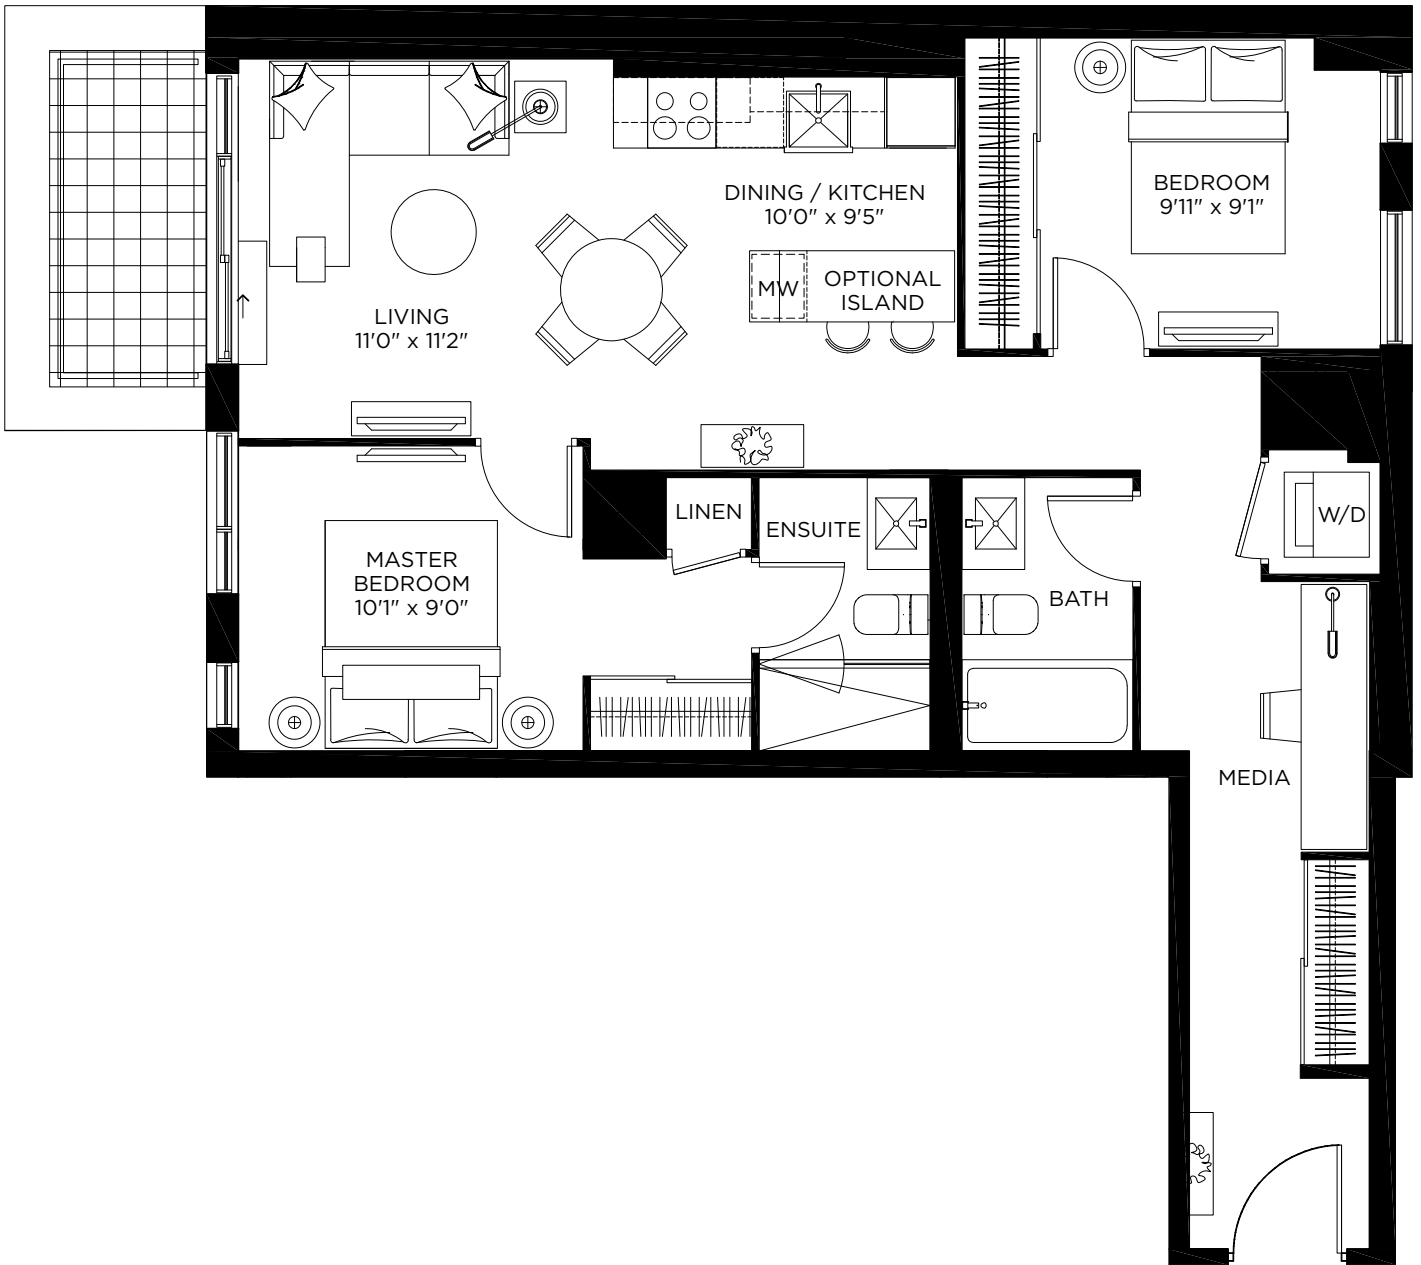 BEDROOM
9'11" x 9'1"
DINING / KITCHEN
10'0" x 9'5"
MW
OPTIONAL
ISLAND
LIVING
11'0" x 11'2"
LINEN
ENSUITE
W/D
MASTER
BEDROOM
10'1" x 9'0"
BATH
MEDIA